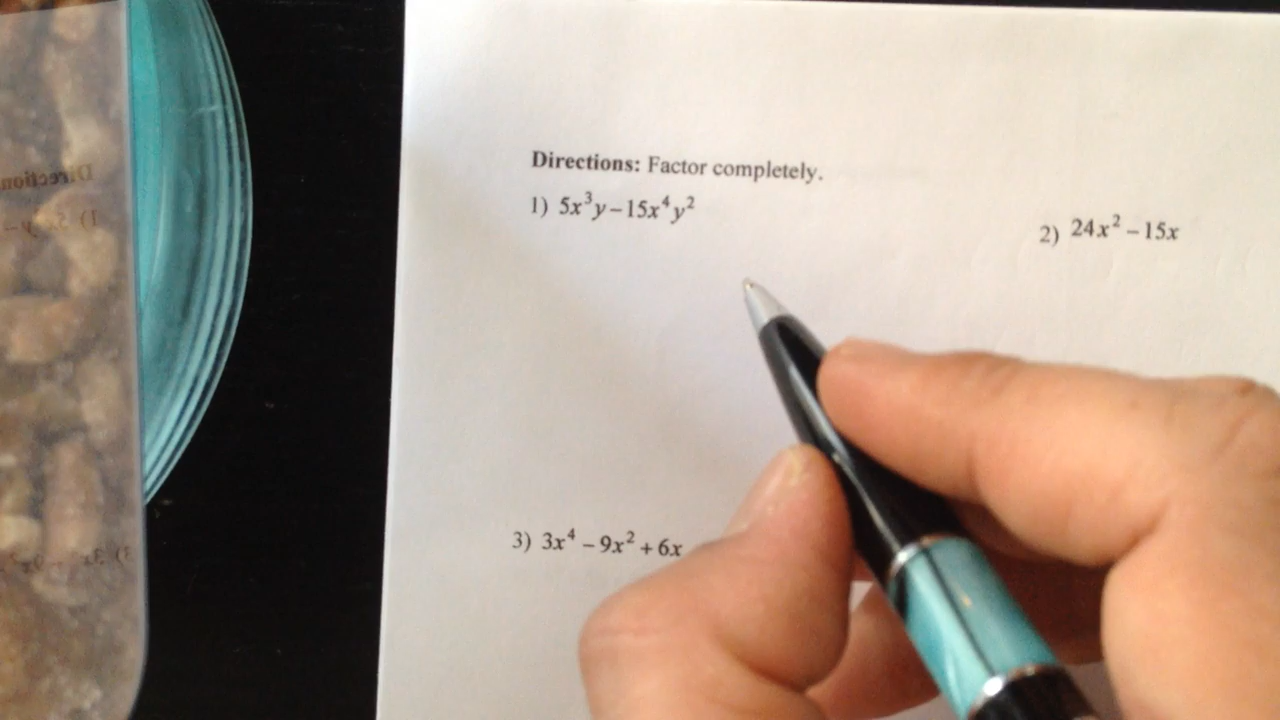 Directions: Factor completely.
1) 5x³y – 15x⁴y²
2) 24x² – 15x
3) 3x⁴ – 9x² + 6x